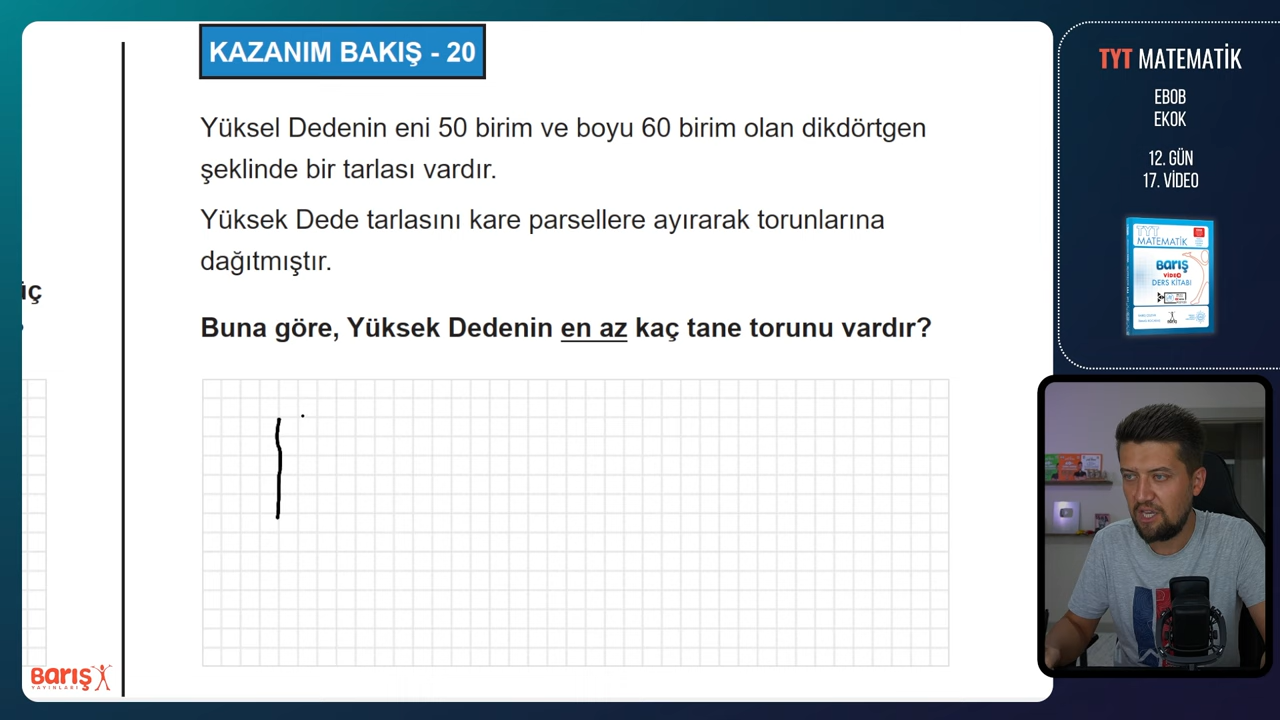 KAZANIM BAKIŞ - 20
Yüksel Dedenin eni 50 birim ve boyu 60 birim olan dikdörtgen
şeklinde bir tarlası vardır.
Yüksek Dede tarlasını kare parsellere ayırarak torunlarına
dağıtmıştır.
Buna göre, Yüksek Dedenin en az kaç tane torunu vardır?
TYT MATEMATİK
EBOB
EKOK
12. GÜN
17. VİDEO
TYT
MATEMATİK
BARIŞ
VİDEO
DERS KİTABI
BARIŞ
YAYINLARI